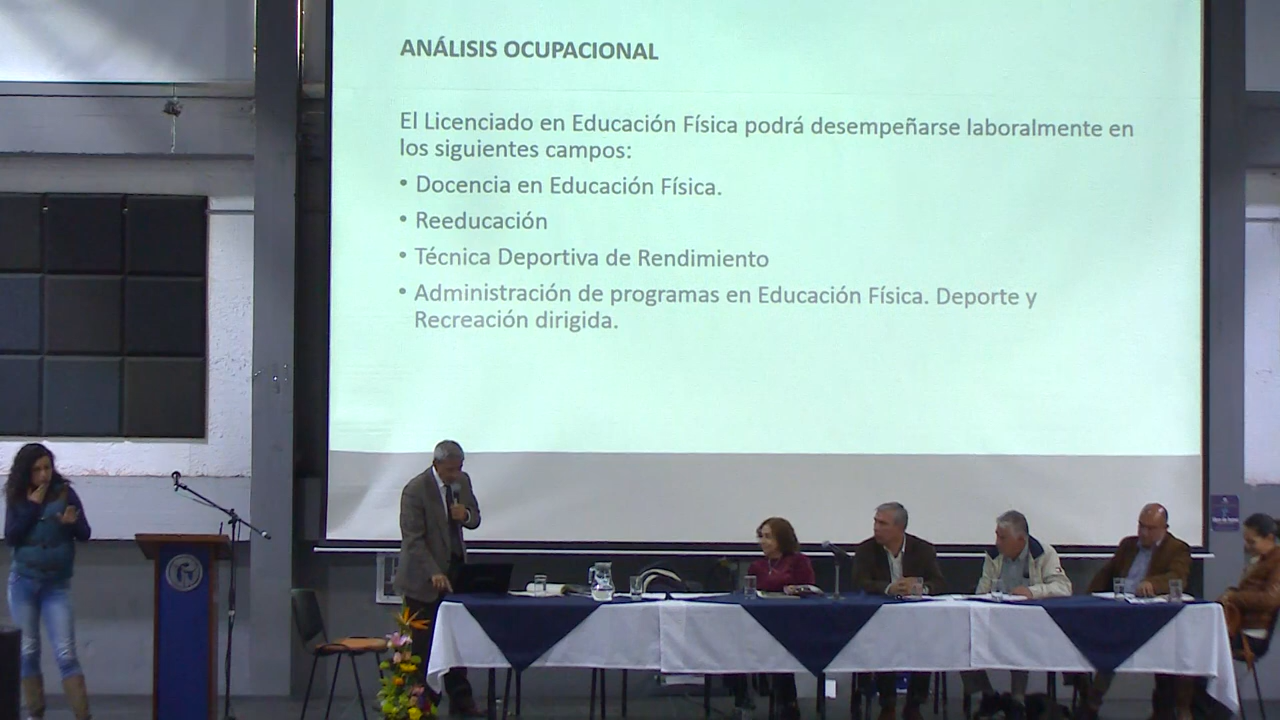 ANÁLISIS OCUPACIONAL
El Licenciado en Educación Física podrá desempeñarse laboralmente en
los siguientes campos:
• Docencia en Educación Física.
• Reeducación
• Técnica Deportiva de Rendimiento
• Administración de programas en Educación Física. Deporte y
Recreación dirigida.